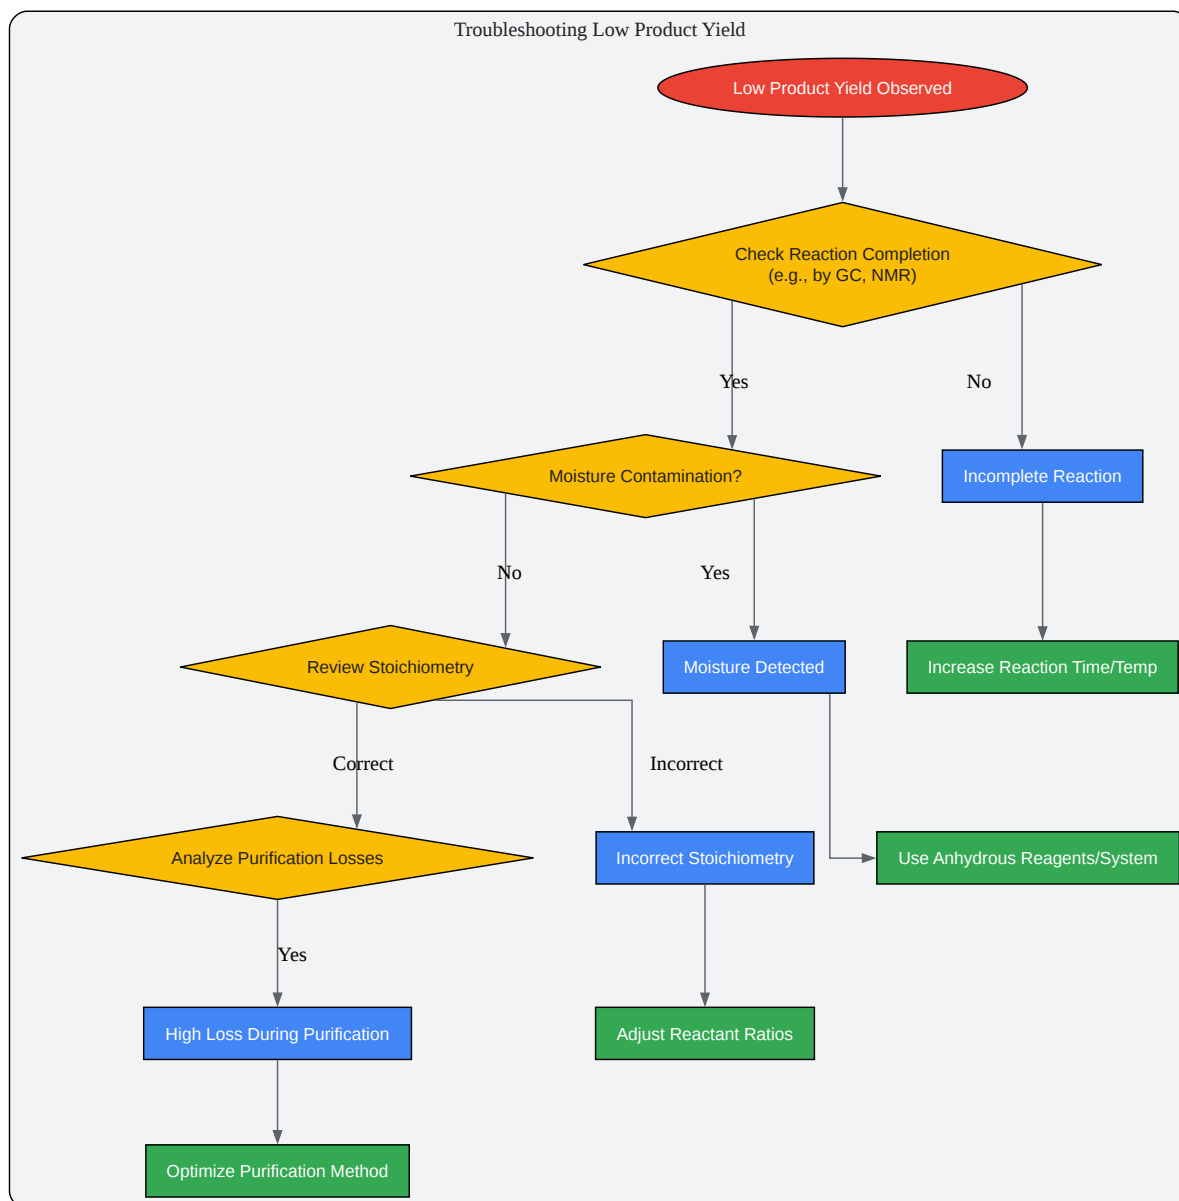 Troubleshooting Low Product Yield
Low Product Yield Observed
Check Reaction Completion
(e.g., by GC, NMR)
Yes
No
Moisture Contamination?
Incomplete Reaction
No
Yes
Review Stoichiometry
Moisture Detected
Increase Reaction Time/Temp
Correct
Incorrect
Analyze Purification Losses
Incorrect Stoichiometry
Use Anhydrous Reagents/System
Yes
High Loss During Purification
Adjust Reactant Ratios
Optimize Purification Method